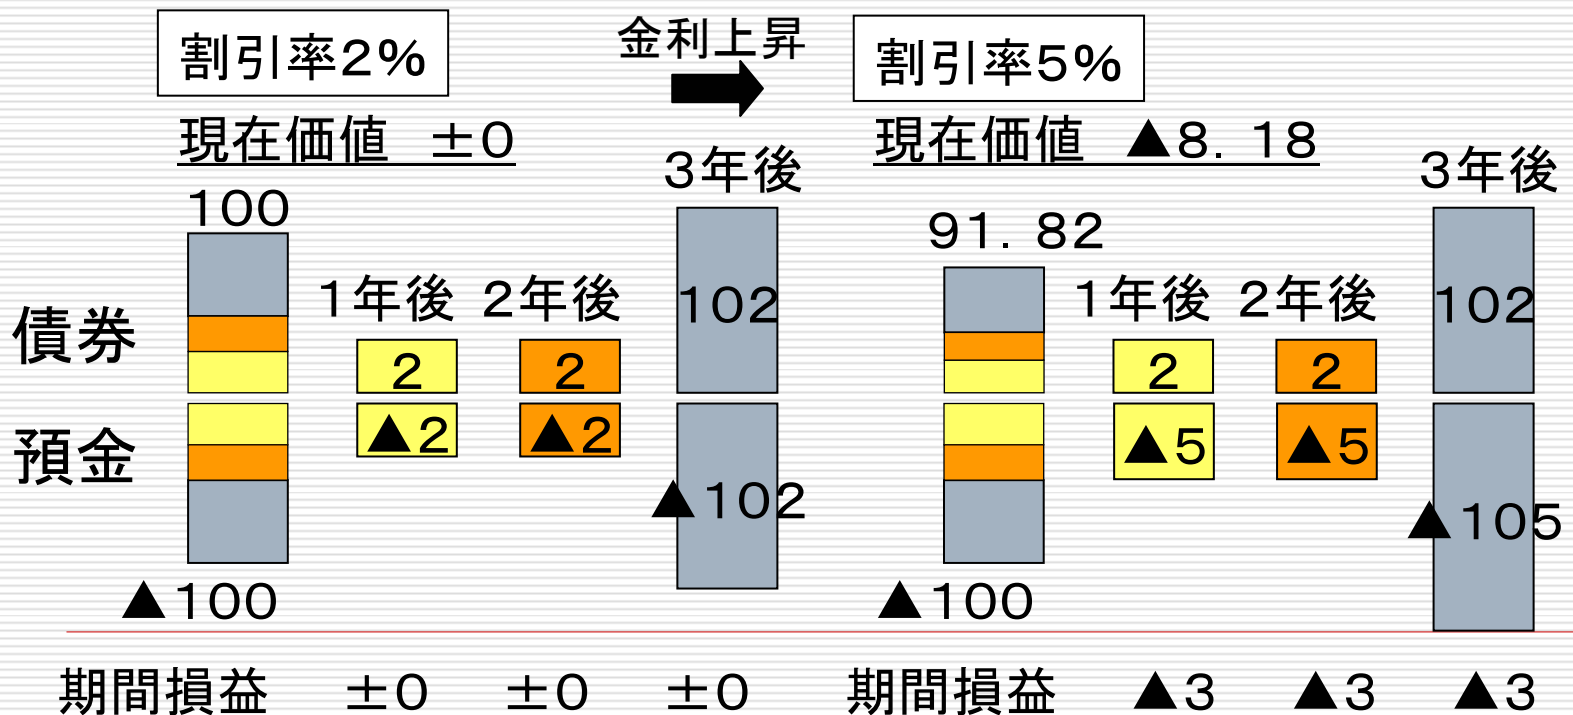 割引率2% 金利上昇 割引率5%
現在価値 ±0 現在価値 ▲8．18
3年後 3年後
100 91．82
1年後 2年後 102 1年後 2年後 102
債券 2 2 2 2
預金 ▲2 ▲2 ▲102 ▲5 ▲5 ▲105
▲100 ▲100
期間損益 ±0 ±0 ±0 期間損益 ▲3 ▲3 ▲3